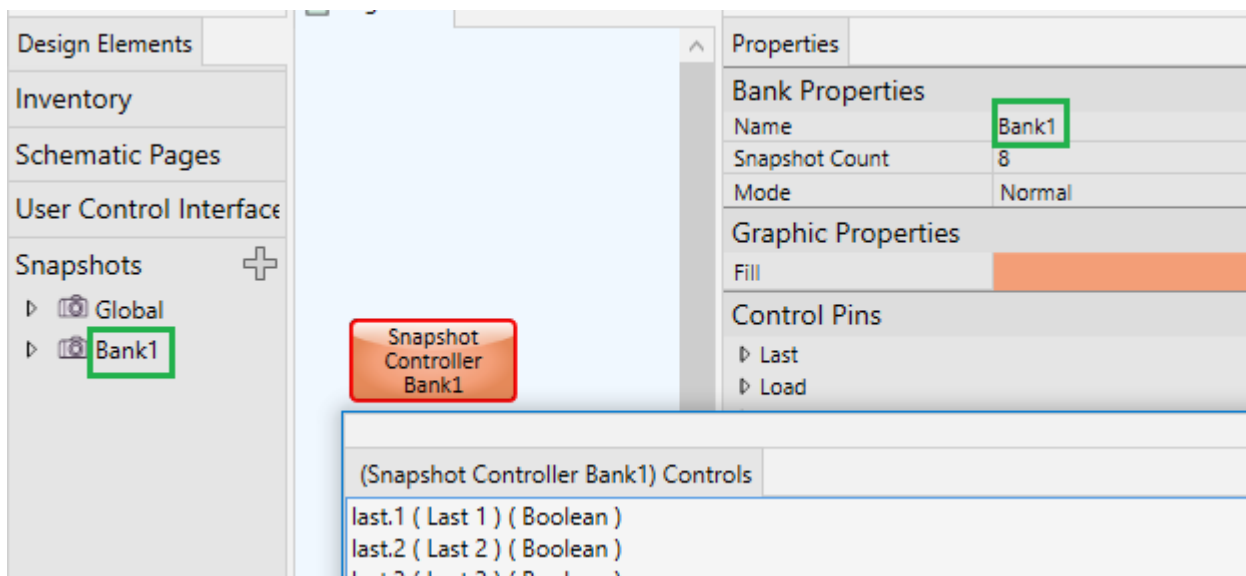 Design Elements
Inventory
Schematic Pages
User Control Interface
Snapshots
Global
Bank1
Snapshot
Controller
Bank1
Properties
Bank Properties
Name Bank1
Snapshot Count 8
Mode Normal
Graphic Properties
Fill
Control Pins
Last
Load
(Snapshot Controller Bank1) Controls
last.1 ( Last 1 ) ( Boolean )
last.2 ( Last 2 ) ( Boolean )